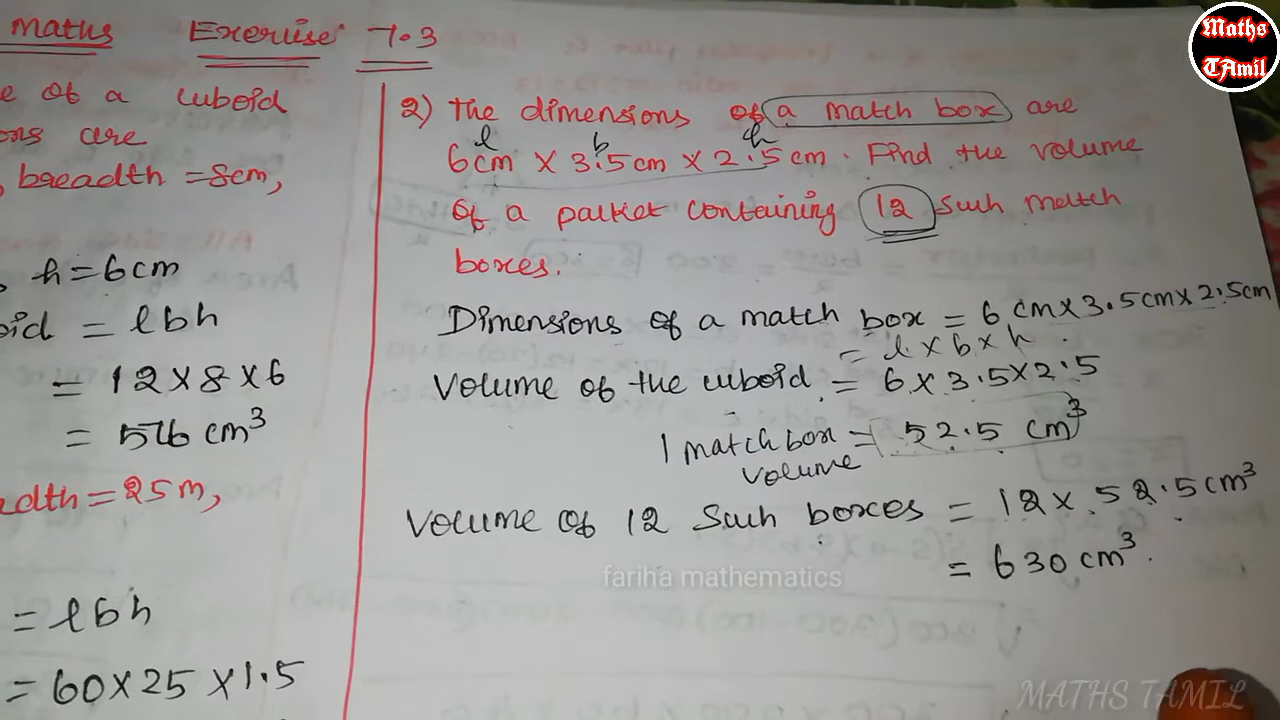 maths Exercise 7.3
e of a cuboid
ons are
, breadth = 8cm,
, h = 6cm
oid = lbh
= 12 × 8 × 6
= 576 cm³
eadth = 25m,
= lbh
= 60 × 25 × 1.5
2) The dimensions of a match box are
l b h
6cm × 3.5cm × 2.5cm. Find the volume
of a packet containing 12 such match
boxes.
Dimensions of a match box = 6 cm × 3.5cm × 2.5cm
= l × b × h
Volume of the cuboid = 6 × 3.5 × 2.5
1 match box = 52.5 cm³
volume
Volume of 12 such boxes = 12 × 52.5 cm³
= 630 cm³.
fariha mathematics
MATHS TAMIL
Maths
TAmil